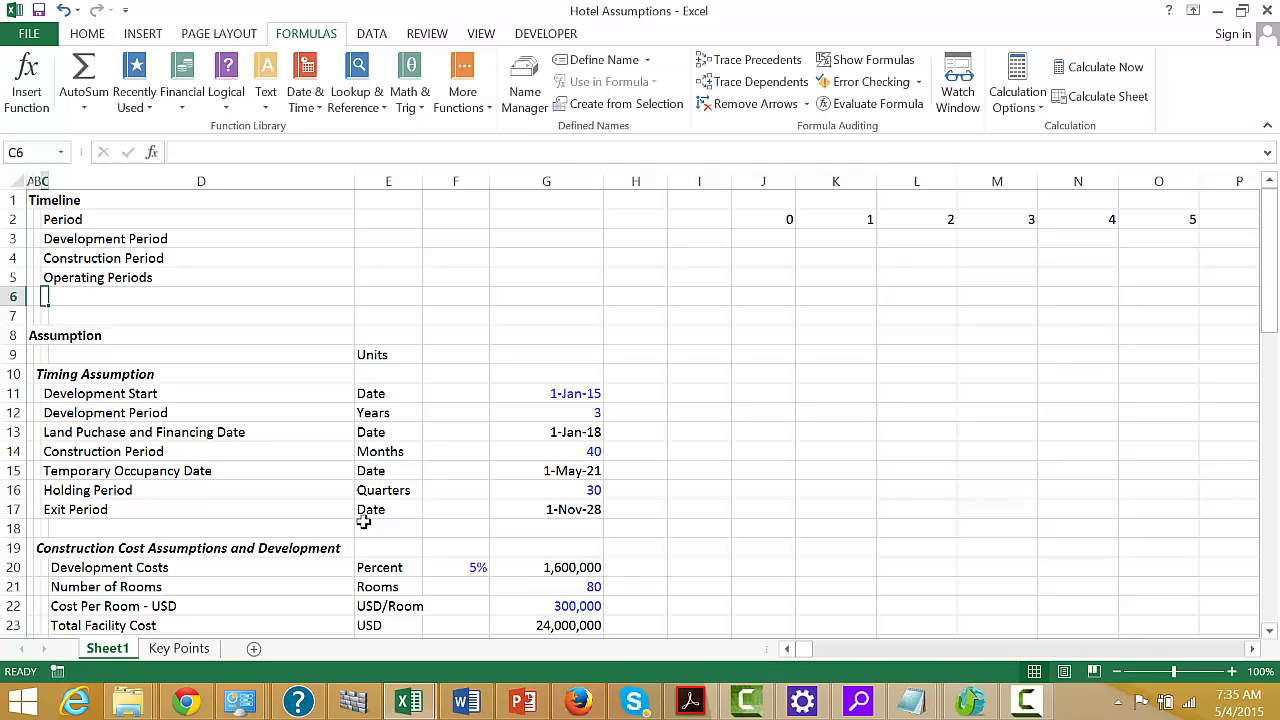 Hotel Assumptions - Excel
?
FILE HOME INSERT PAGE LAYOUT FORMULAS DATA REVIEW VIEW DEVELOPER Sign in
Insert Function
AutoSum
Recently Used
Financial
Logical
Text
Date & Time
Lookup & Reference
Math & Trig
More Functions
Function Library
Name Manager
Define Name
Use in Formula
Create from Selection
Defined Names
Trace Precedents
Trace Dependents
Remove Arrows
Show Formulas
Error Checking
Evaluate Formula
Formula Auditing
Watch Window
Calculation Options
Calculate Now
Calculate Sheet
Calculation
C6 fx
A B C D E F G H I J K L M N O P
1 Timeline
2 Period 0 1 2 3 4 5
3 Development Period
4 Construction Period
5 Operating Periods
6
7
8 Assumption
9 Units
10 Timing Assumption
11 Development Start Date 1-Jan-15
12 Development Period Years 3
13 Land Puchase and Financing Date Date 1-Jan-18
14 Construction Period Months 40
15 Temporary Occupancy Date Date 1-May-21
16 Holding Period Quarters 30
17 Exit Period Date 1-Nov-28
18
19 Construction Cost Assumptions and Development
20 Development Costs Percent 5% 1,600,000
21 Number of Rooms Rooms 80
22 Cost Per Room - USD USD/Room 300,000
23 Total Facility Cost USD 24,000,000
Sheet1 Key Points
READY 100%
7:35 AM
5/4/2015